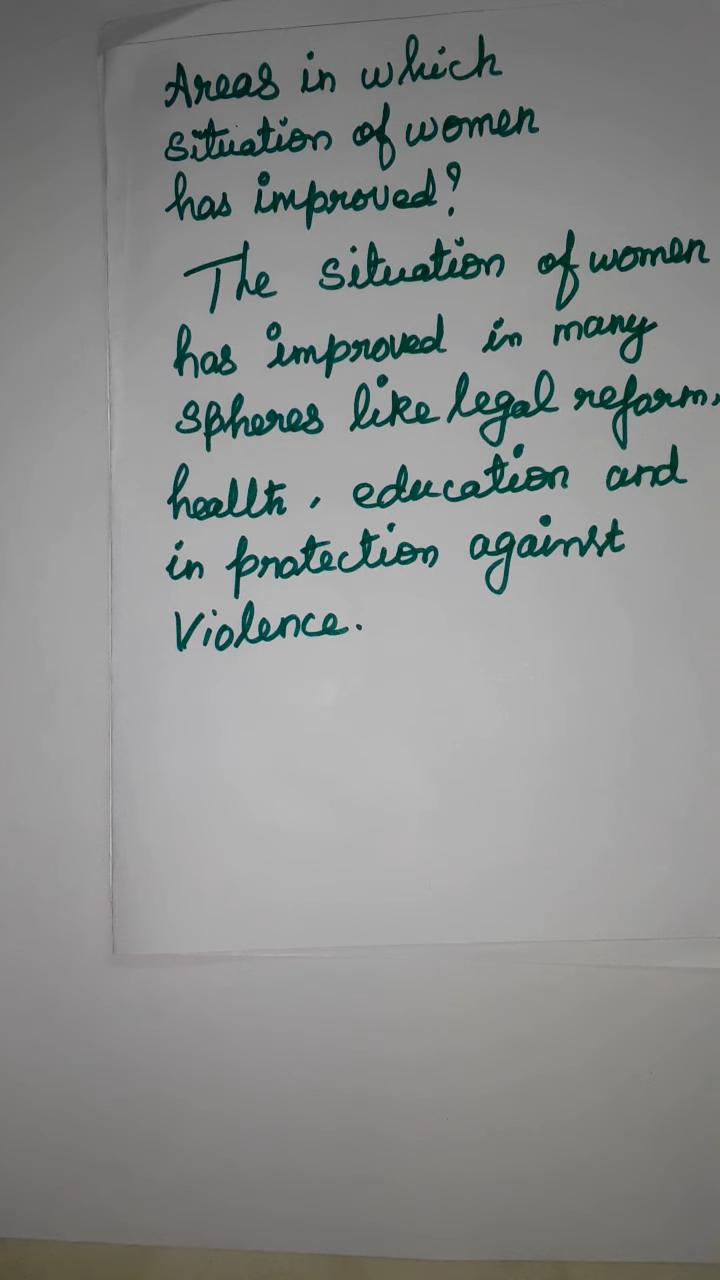 Areas in which
situation of women
has improved?
The situation of women
has improved in many
spheres like legal reform,
health, education and
in protection against
Violence.